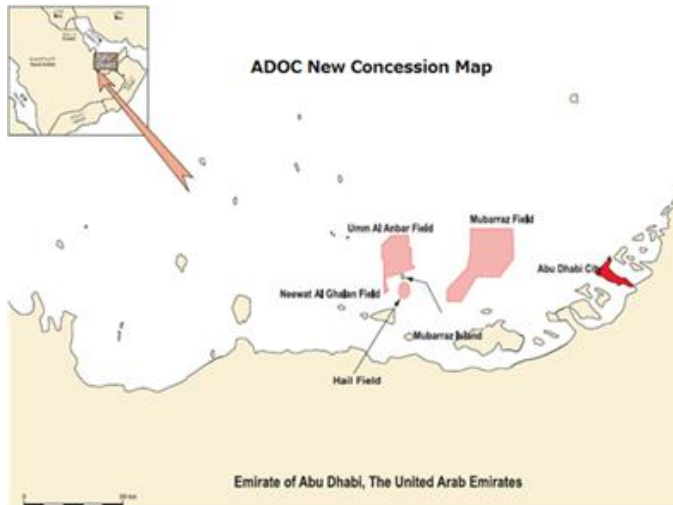 ADOC New Concession Map
Umm Al Anbar Field
Mubarraz Field
Abu Dhabi City
Neewat Al Ghalan Field
Mubarraz Island
Hail Field
Emirate of Abu Dhabi, The United Arab Emirates
0